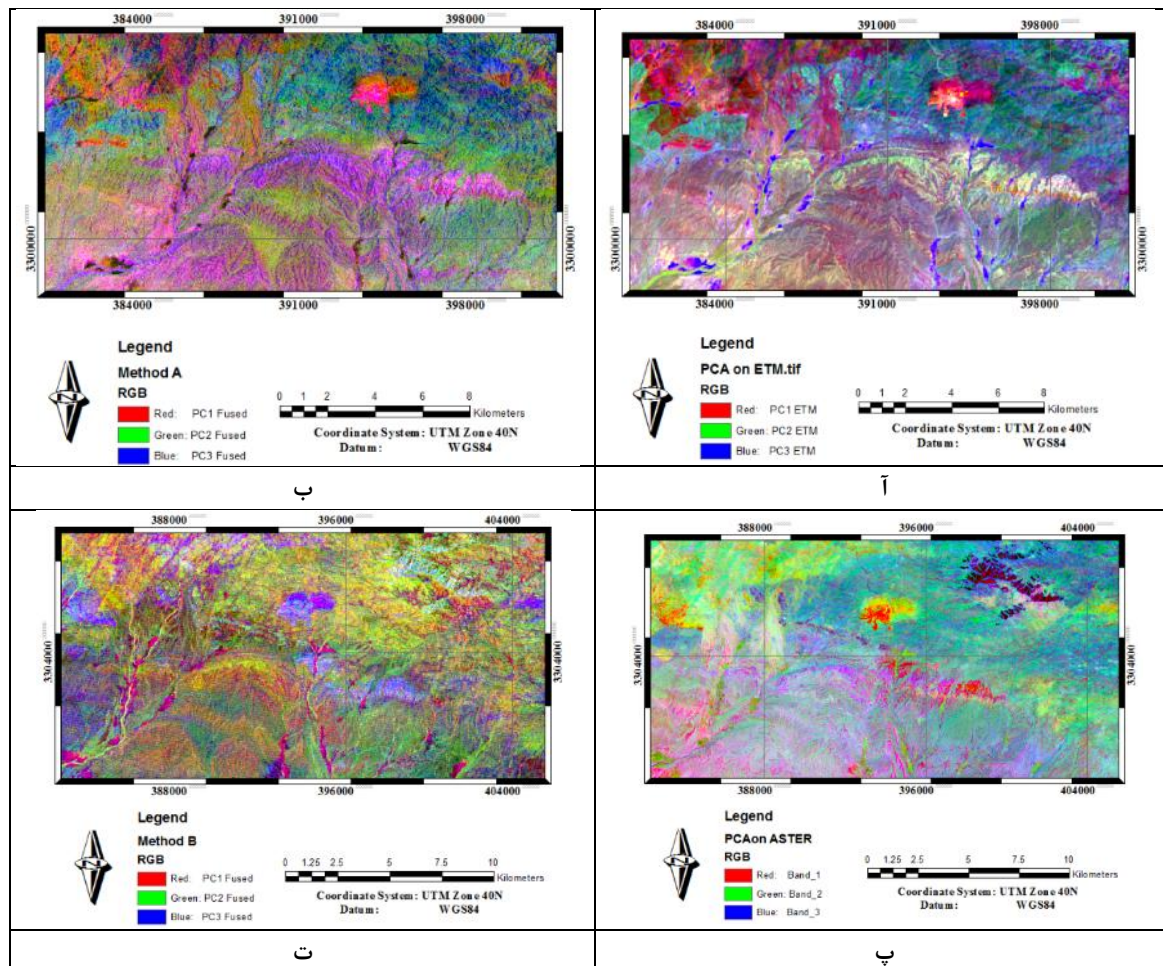 384000 391000 398000
3300000 3300000
384000 391000 398000
Legend
Method A
RGB
Red: PC1 Fused
Green: PC2 Fused
Blue: PC3 Fused
0 1 2 4 6 8
Kilometers
Coordinate System: UTM Zone 40N
Datum : WGS84
ب
384000 391000 398000
3300000 3300000
384000 391000 398000
Legend
PCA on ETM.tif
RGB
Red: PC1 ETM
Green: PC2 ETM
Blue: PC3 ETM
0 1 2 4 6 8
Kilometers
Coordinate System: UTM Zone 40N
Datum : WGS84
آ
388000 396000 404000
3304000 3304000
388000 396000 404000
Legend
Method B
RGB
Red: PC1 Fused
Green: PC2 Fused
Blue: PC3 Fused
0 1.25 2.5 5 7.5 10
Kilometers
Coordinate System: UTM Zone 40N
Datum : WGS84
ت
388000 396000 404000
3304000 3304000
388000 396000 404000
Legend
PCAon ASTER
RGB
Red: Band_1
Green: Band_2
Blue: Band_3
0 1.25 2.5 5 7.5 10
Kilometers
Coordinate System: UTM Zone 40N
Datum : WGS84
پ